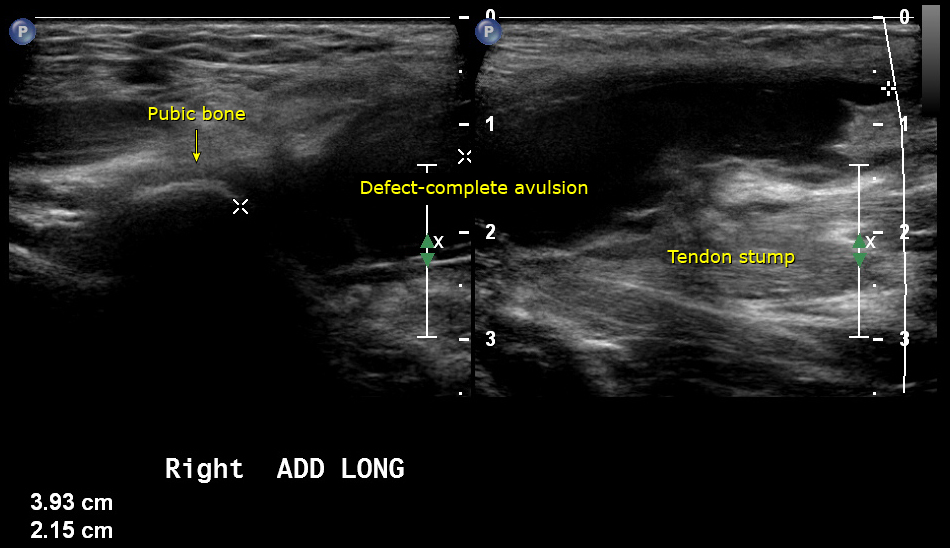 P
P
0
0
Pubic bone
1
1
Defect-complete avulsion
X
2
X
2
Tendon stump
3
3
Right ADD LONG
3.93 cm
2.15 cm